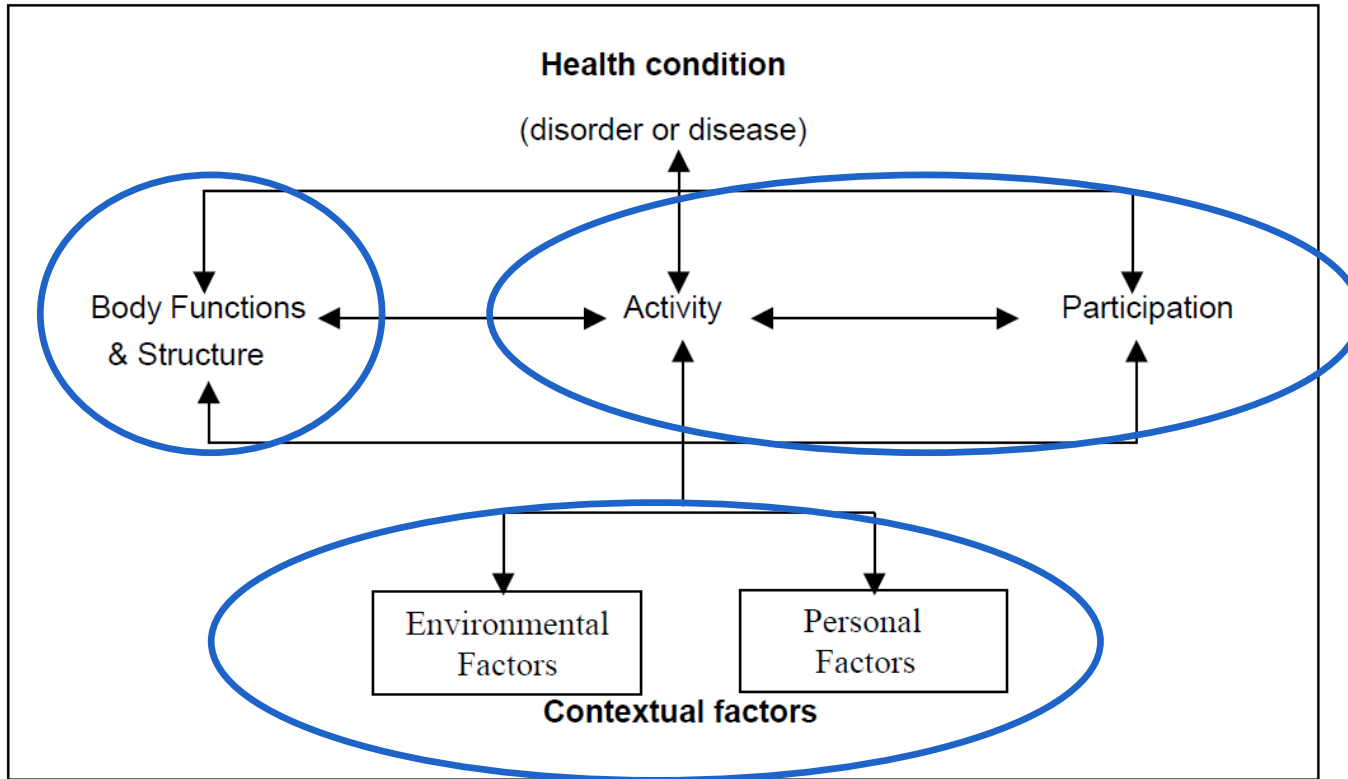 Health condition
(disorder or disease)
Body Functions
& Structure
Activity
Participation
Environmental
Factors
Personal
Factors
Contextual factors